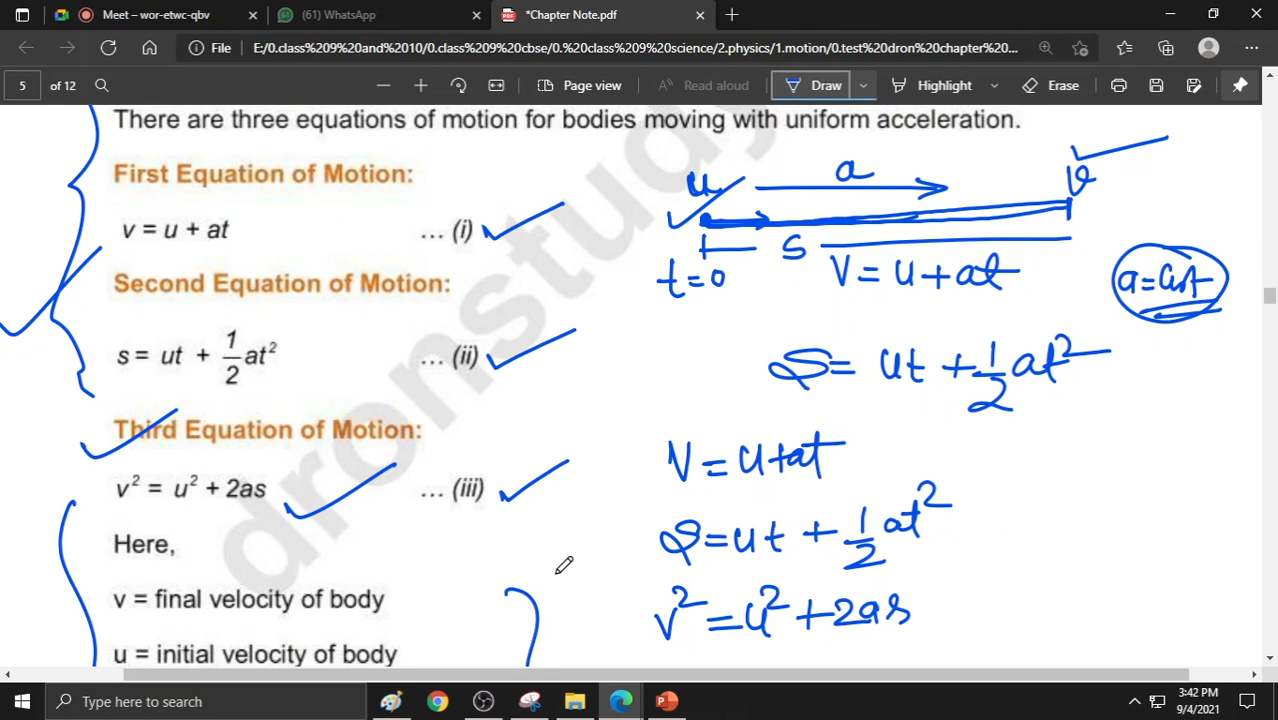 Meet – wor-etwc-qbv
(61) WhatsApp
*Chapter Note.pdf
File
E:/0.class%209%20and%2010/0.class%209%20cbse/0.%20class%209%20science/2.physics/1.motion/0.test%20dron%20chapter%20...
5 of 12
Page view
Read aloud
Draw
Highlight
Erase
There are three equations of motion for bodies moving with uniform acceleration.
First Equation of Motion:
v = u + at ... (i)
Second Equation of Motion:
s = ut + 1/2 at² ... (ii)
Third Equation of Motion:
v² = u² + 2as ... (iii)
Here,
v = final velocity of body
u = initial velocity of body
u a v
s
t=0 V=u+at a=Cnt
S= ut +1/2 at²
V=u+at
S=ut+1/2 at²
v²=u²+2as
dronstudy
Type here to search
3:42 PM
9/4/2021